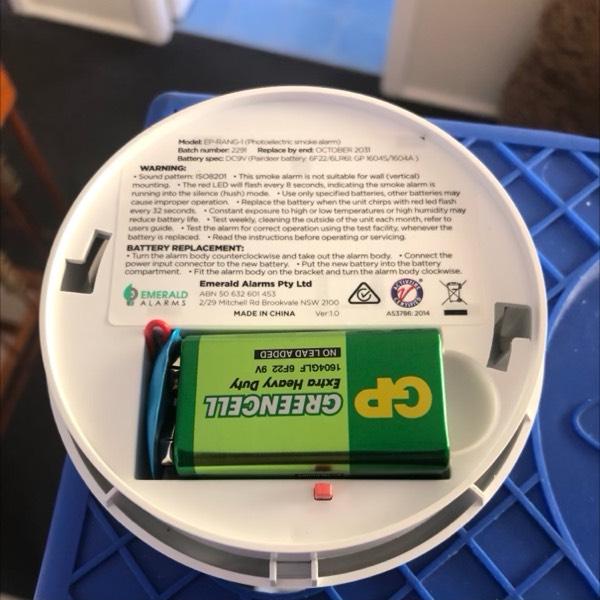 Model: EP-RANG-1 (Photoelectric smoke alarm)
Batch number: 2291 Replace by end: OCTOBER 2031
Battery spec: DC9V (Pairdeer battery: 6F22/6LR61; GP 1604S/1604A )
WARNING:
• Sound pattern: ISO8201 • This smoke alarm is not suitable for wall (vertical)
mounting. • The red LED will flash every 8 seconds, indicating the smoke alarm is
running into the silence (hush) mode. • Use only specified batteries, other batteries may
cause improper operation. • Replace the battery when the unit chirps with red led flash
every 32 seconds. • Constant exposure to high or low temperatures or high humidity may
reduce battery life. • Test weekly, cleaning the outside of the unit each month, refer to
users guide. • Test the alarm for correct operation using the test facility, whenever the
battery is replaced. • Read the instructions before operating or servicing.
BATTERY REPLACEMENT:
• Turn the alarm body counterclockwise and take out the alarm body. • Connect the
power input connector to the new battery. • Put the new battery into the battery
compartment. • Fit the alarm body on the bracket and turn the alarm body clockwise.
EMERALD
ALARMS
Emerald Alarms Pty Ltd
ABN 50 632 601 453
2/29 Mitchell Rd Brookvale NSW 2100
MADE IN CHINA Ver:1.0
AS3786: 2014
GP
GREENCELL
Extra Heavy Duty
1604GLF 6F22 9V
NO LEAD ADDED